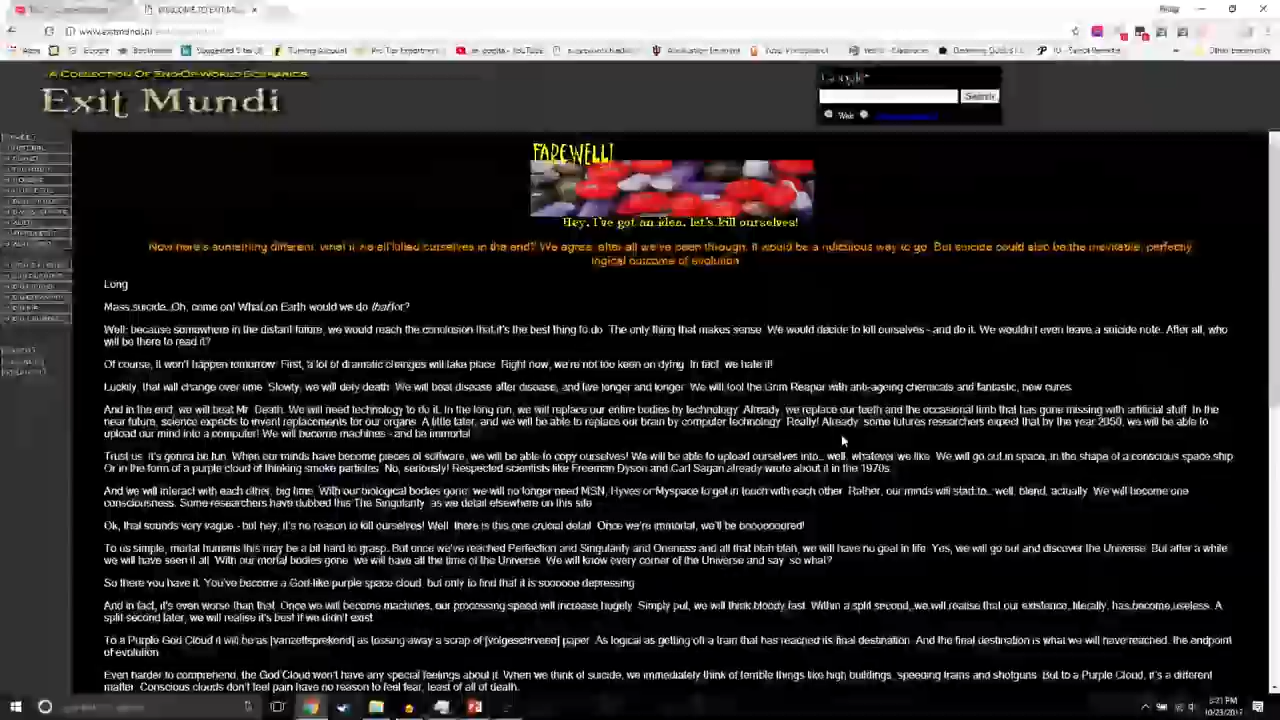 WELCOME TO EXIT M...
www.exitmundi.nl
A COLLECTION OF END-OF-WORLD SCENARIOS
Exit Mundi
Google
Search
Web
FAREWELL!
Hey, I've got an idea, let's kill ourselves!
Now here's something different: what if we all killed ourselves in the end? We agree, after all we've been through, it would be a ridiculous way to go. But suicide could also be the inevitable, perfectly
logical outcome of evolution
Long
Mass suicide. Oh, come on! What on Earth would we do that for?
Well: because somewhere in the distant future, we would reach the conclusion that it's the best thing to do. The only thing that makes sense. We would decide to kill ourselves - and do it. We wouldn't even leave a suicide note. After all, who
will be there to read it?
Of course, it won't happen tomorrow. First, a lot of dramatic changes will take place. Right now, we're not too keen on dying. In fact, we hate it!
Luckily, that will change over time. Slowly, we will defy death. We will beat disease after disease, and live longer and longer. We will fool the Grim Reaper with anti-ageing chemicals and fantastic, new cures.
And in the end, we will beat Mr. Death. We will need technology to do it. In the long run, we will replace our entire bodies by technology. Already, we replace our teeth and the occasional limb that has gone missing with artificial stuff. In the
near future, science expects to invent replacements for our organs. A little later, and we will be able to replace our brain by computer technology. Really! Already, some futures researchers expect that by the year 2050, we will be able to
upload our mind into a computer! We will become machines - and be immortal
Trust us, it's gonna be fun. When our minds have become pieces of software, we will be able to copy ourselves! We will be able to upload ourselves into... well, whatever we like. We will go out in space, in the shape of a conscious space ship
Or in the form of a purple cloud of thinking smoke particles. No, seriously! Respected scientists like Freeman Dyson and Carl Sagan already wrote about it in the 1970s.
And we will interact with each other, big time. With our biological bodies gone, we will no longer need MSN, Hyves or Myspace to get in touch with each other. Rather, our minds will start to... well, blend, actually. We will become one
consciousness. Some researchers have dubbed this The Singularity, as we detail elsewhere on this site
Ok, that sounds very vague - but hey, it's no reason to kill ourselves! Well, there is this one crucial detail. Once we're immortal, we'll be booooooored!
To us simple, mortal humans this may be a bit hard to grasp. But once we've reached Perfection and Singularity and Oneness and all that blah blah, we will have no goal in life. Yes, we will go out and discover the Universe. But after a while
we will have seen it all. With our mortal bodies gone, we will have all the time of the Universe. We will know every corner of the Universe and say: so what?
So there you have it. You've become a God-like purple space cloud, but only to find that it is soooooo depressing
And in fact, it's even worse than that. Once we will become machines, our processing speed will increase hugely. Simply put, we will think bloody fast. Within a split second, we will realise that our existence, literally, has become useless. A
split second later, we will realise it's best if we didn't exist.
To a Purple God Cloud it will be as [vanzelfsprekend] as tossing away a scrap of [volgeschreven] paper. As logical as getting off a train that has reached its final destination. And the final destination is what we will have reached: the endpoint
of evolution
Even harder to comprehend, the God Cloud won't have any special feelings about it. When we think of suicide, we immediately think of terrible things like high buildings, speeding trains and shotguns. But to a Purple Cloud, it's a different
matter. Conscious clouds don't feel pain have no reason to feel fear, least of all of death.